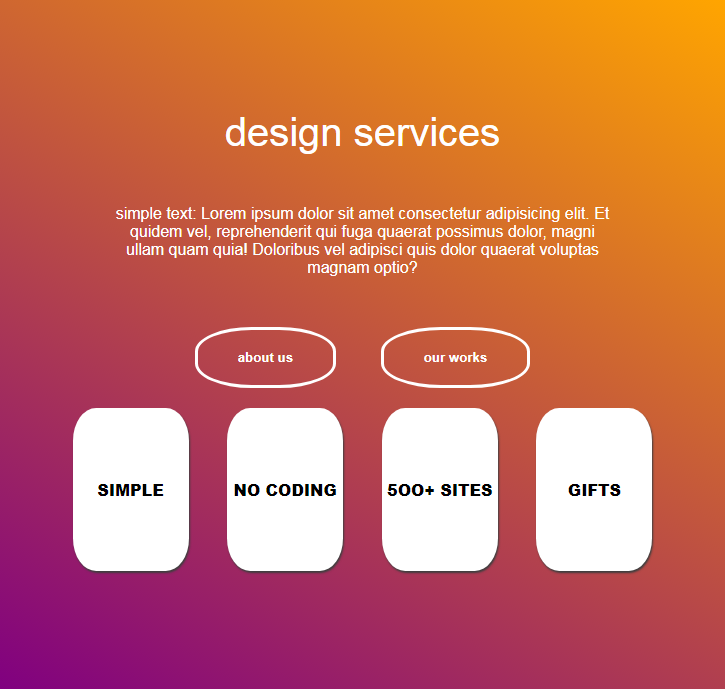 design services
simple text: Lorem ipsum dolor sit amet consectetur adipisicing elit. Et
quidem vel, reprehenderit qui fuga quaerat possimus dolor, magni
ullam quam quia! Doloribus vel adipisci quis dolor quaerat voluptas
magnam optio?
about us
our works
SIMPLE
NO CODING
500+ SITES
GIFTS